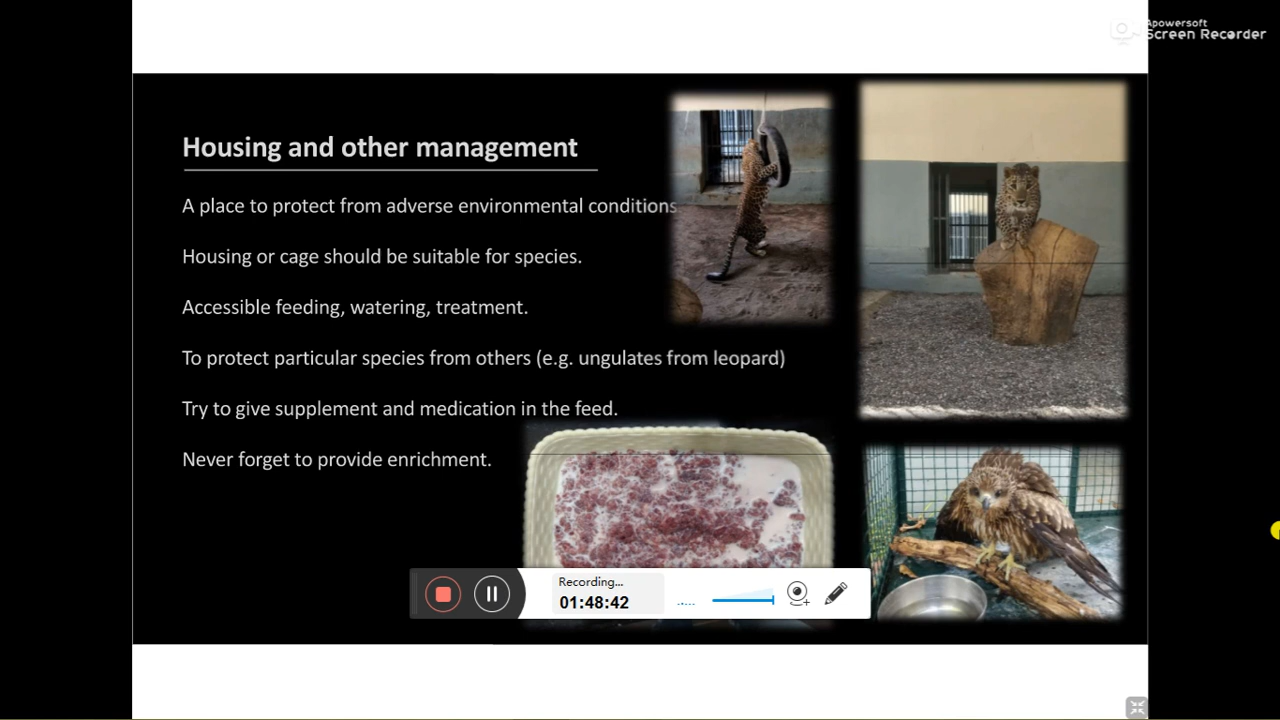 Apowersoft
Screen Recorder
Housing and other management
A place to protect from adverse environmental conditions
Housing or cage should be suitable for species.
Accessible feeding, watering, treatment.
To protect particular species from others (e.g. ungulates from leopard)
Try to give supplement and medication in the feed.
Never forget to provide enrichment.
Recording...
01:48:42